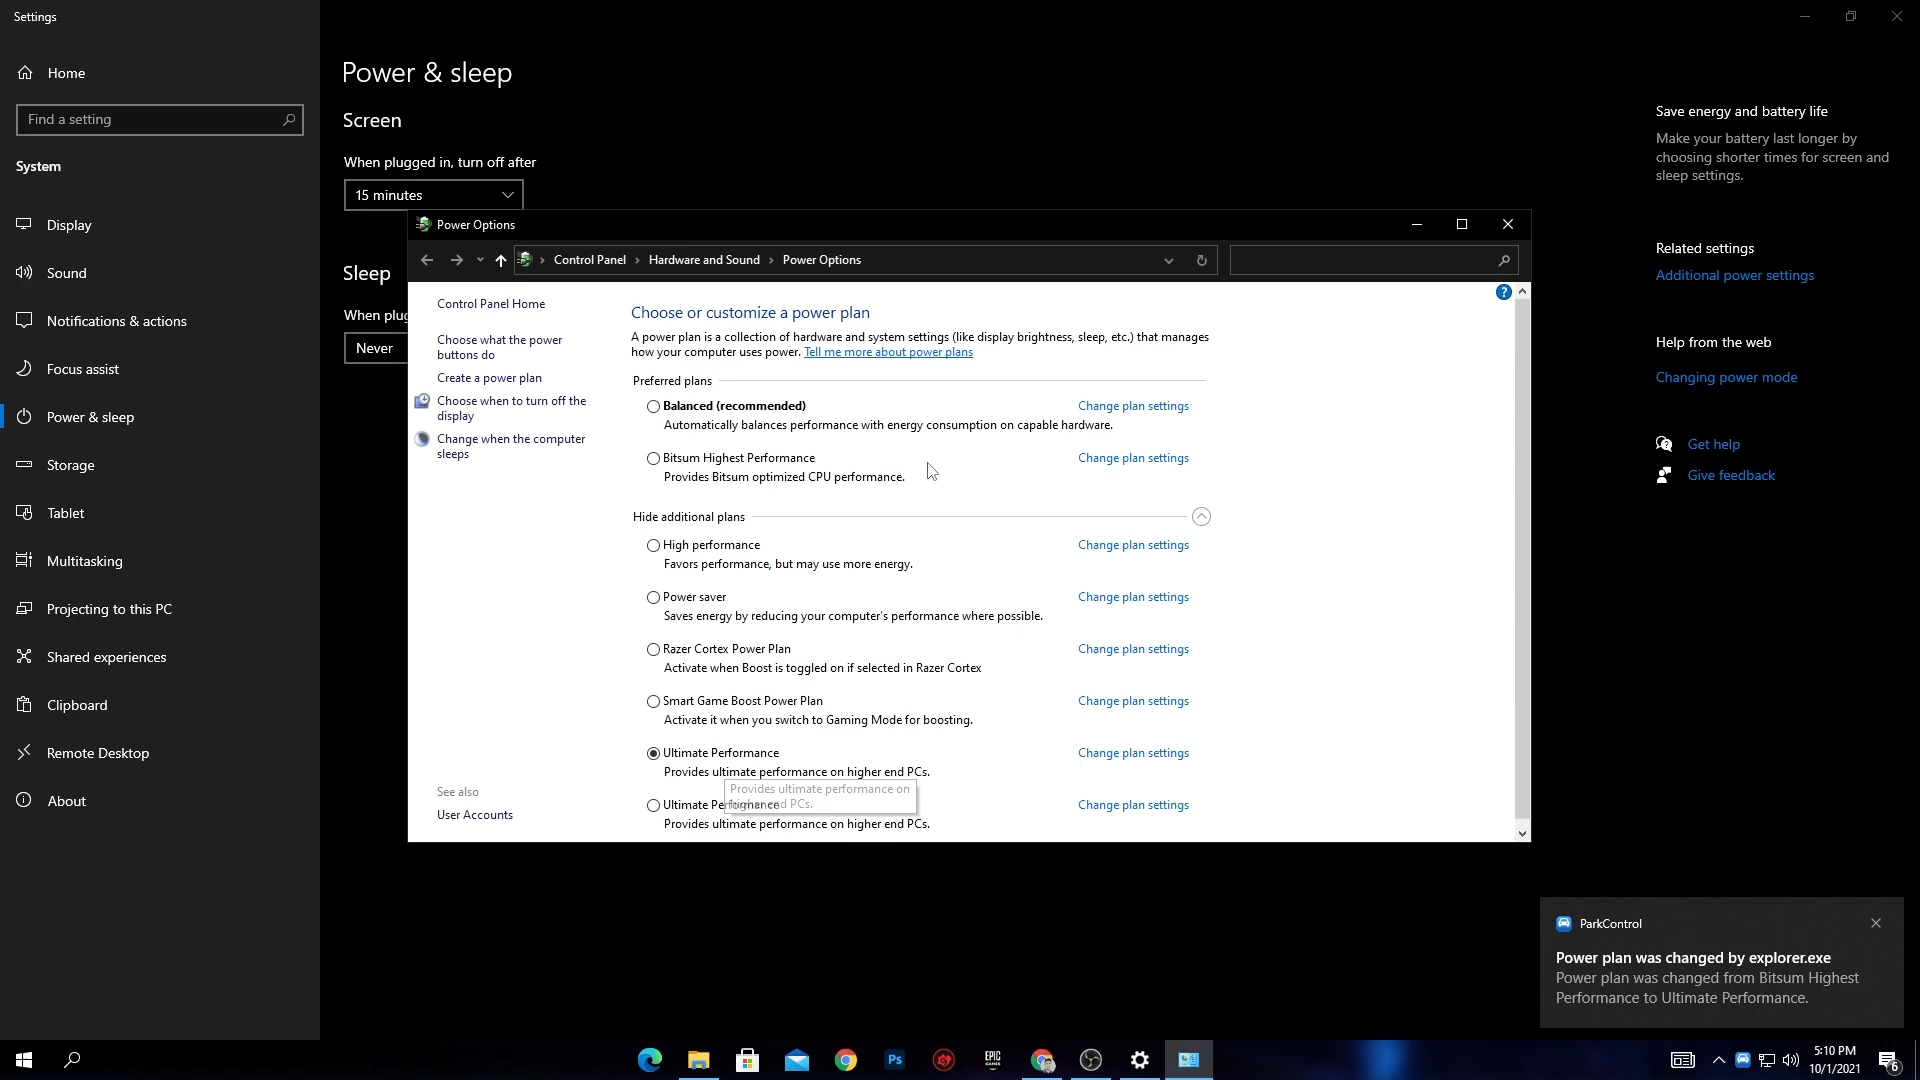 Settings
Home
Find a setting
System
Display
Sound
Notifications & actions
Focus assist
Power & sleep
Storage
Tablet
Multitasking
Projecting to this PC
Shared experiences
Clipboard
Remote Desktop
About
Power & sleep
Screen
When plugged in, turn off after
15 minutes
Sleep
When plug
Never
Power Options
Control Panel
Hardware and Sound
Power Options
Control Panel Home
Choose what the power
buttons do
Create a power plan
Choose when to turn off the
display
Change when the computer
sleeps
See also
User Accounts
?
Choose or customize a power plan
A power plan is a collection of hardware and system settings (like display brightness, sleep, etc.) that manages
how your computer uses power. Tell me more about power plans
Preferred plans
Balanced (recommended) Change plan settings
Automatically balances performance with energy consumption on capable hardware.
Bitsum Highest Performance Change plan settings
Provides Bitsum optimized CPU performance.
Hide additional plans
High performance Change plan settings
Favors performance, but may use more energy.
Power saver Change plan settings
Saves energy by reducing your computer's performance where possible.
Razer Cortex Power Plan Change plan settings
Activate when Boost is toggled on if selected in Razer Cortex
Smart Game Boost Power Plan Change plan settings
Activate it when you switch to Gaming Mode for boosting.
Ultimate Performance Change plan settings
Provides ultimate performance on higher end PCs.
Provides ultimate performance on
higher end PCs.
Ultimate Performance Change plan settings
Provides ultimate performance on higher end PCs.
Save energy and battery life
Make your battery last longer by
choosing shorter times for screen and
sleep settings.
Related settings
Additional power settings
Help from the web
Changing power mode
Get help
Give feedback
ParkControl
Power plan was changed by explorer.exe
Power plan was changed from Bitsum Highest
Performance to Ultimate Performance.
Ps
EPIC
GAMES
5:10 PM
10/1/2021
6